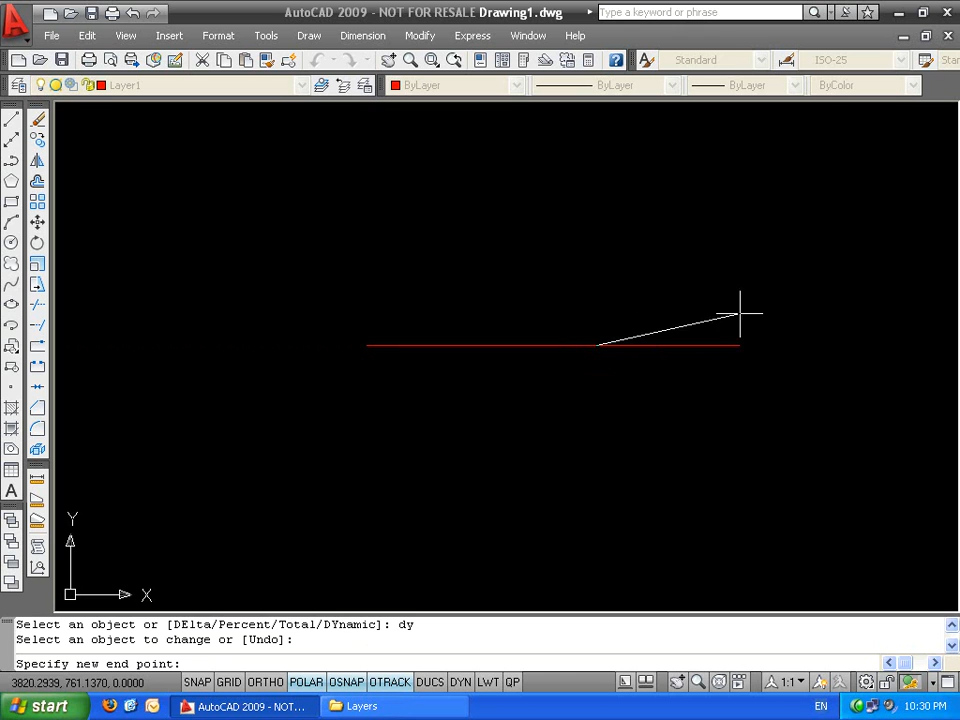 AutoCAD 2009 - NOT FOR RESALE Drawing1.dwg
Type a keyword or phrase
File Edit View Insert Format Tools Draw Dimension Modify Express Window Help
Standard
ISO-25
Stan
Layer1
ByLayer
ByLayer
ByLayer
ByColor
A
Y
X
Select an object or [DElta/Percent/Total/DYnamic]: dy
Select an object to change or [Undo]:
Specify new end point:
3820.2939, 761.1370, 0.0000
SNAP GRID ORTHO POLAR OSNAP OTRACK DUCS DYN LWT QP
1:1
start
AutoCAD 2009 - NOT...
Layers
EN
10:30 PM